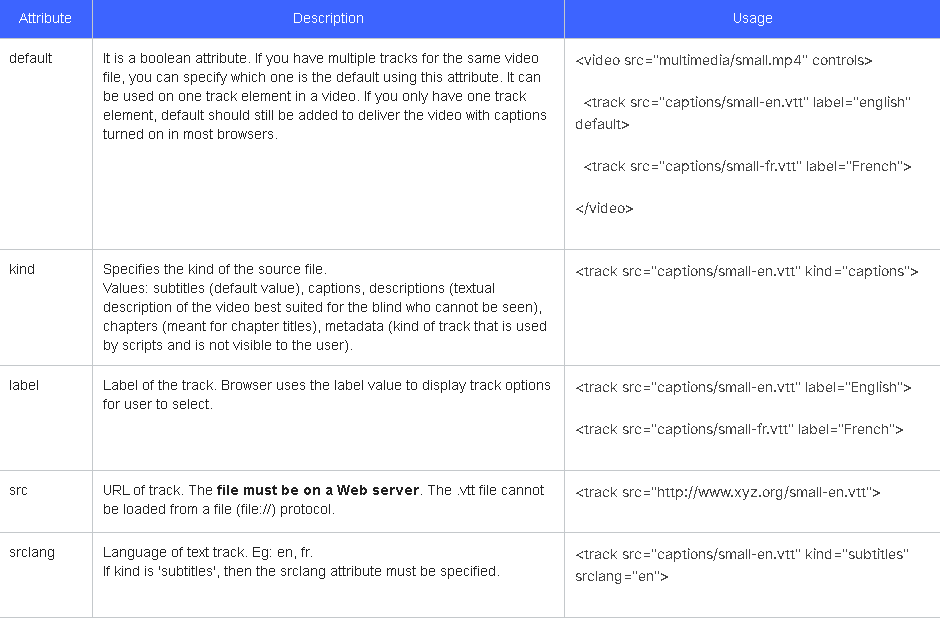 Attribute Description Usage
default
It is a boolean attribute. If you have multiple tracks for the same video
file, you can specify which one is the default using this attribute. It can
be used on one track element in a video. If you only have one track
element, default should still be added to deliver the video with captions
turned on in most browsers.
<video src="multimedia/small.mp4" controls>
<track src="captions/small-en.vtt" label="english"
default>
<track src="captions/small-fr.vtt" label="French">
</video>
kind
Specifies the kind of the source file.
Values: subtitles (default value), captions, descriptions (textual
description of the video best suited for the blind who cannot be seen),
chapters (meant for chapter titles), metadata (kind of track that is used
by scripts and is not visible to the user).
<track src="captions/small-en.vtt" kind="captions">
label
Label of the track. Browser uses the label value to display track options
for user to select.
<track src="captions/small-en.vtt" label="English">
<track src="captions/small-fr.vtt" label="French">
src
URL of track. The file must be on a Web server. The .vtt file cannot
be loaded from a file (file://) protocol.
<track src="http://www.xyz.org/small-en.vtt">
srclang
Language of text track. Eg: en, fr.
If kind is 'subtitles', then the srclang attribute must be specified.
<track src="captions/small-en.vtt" kind="subtitles"
srclang="en">